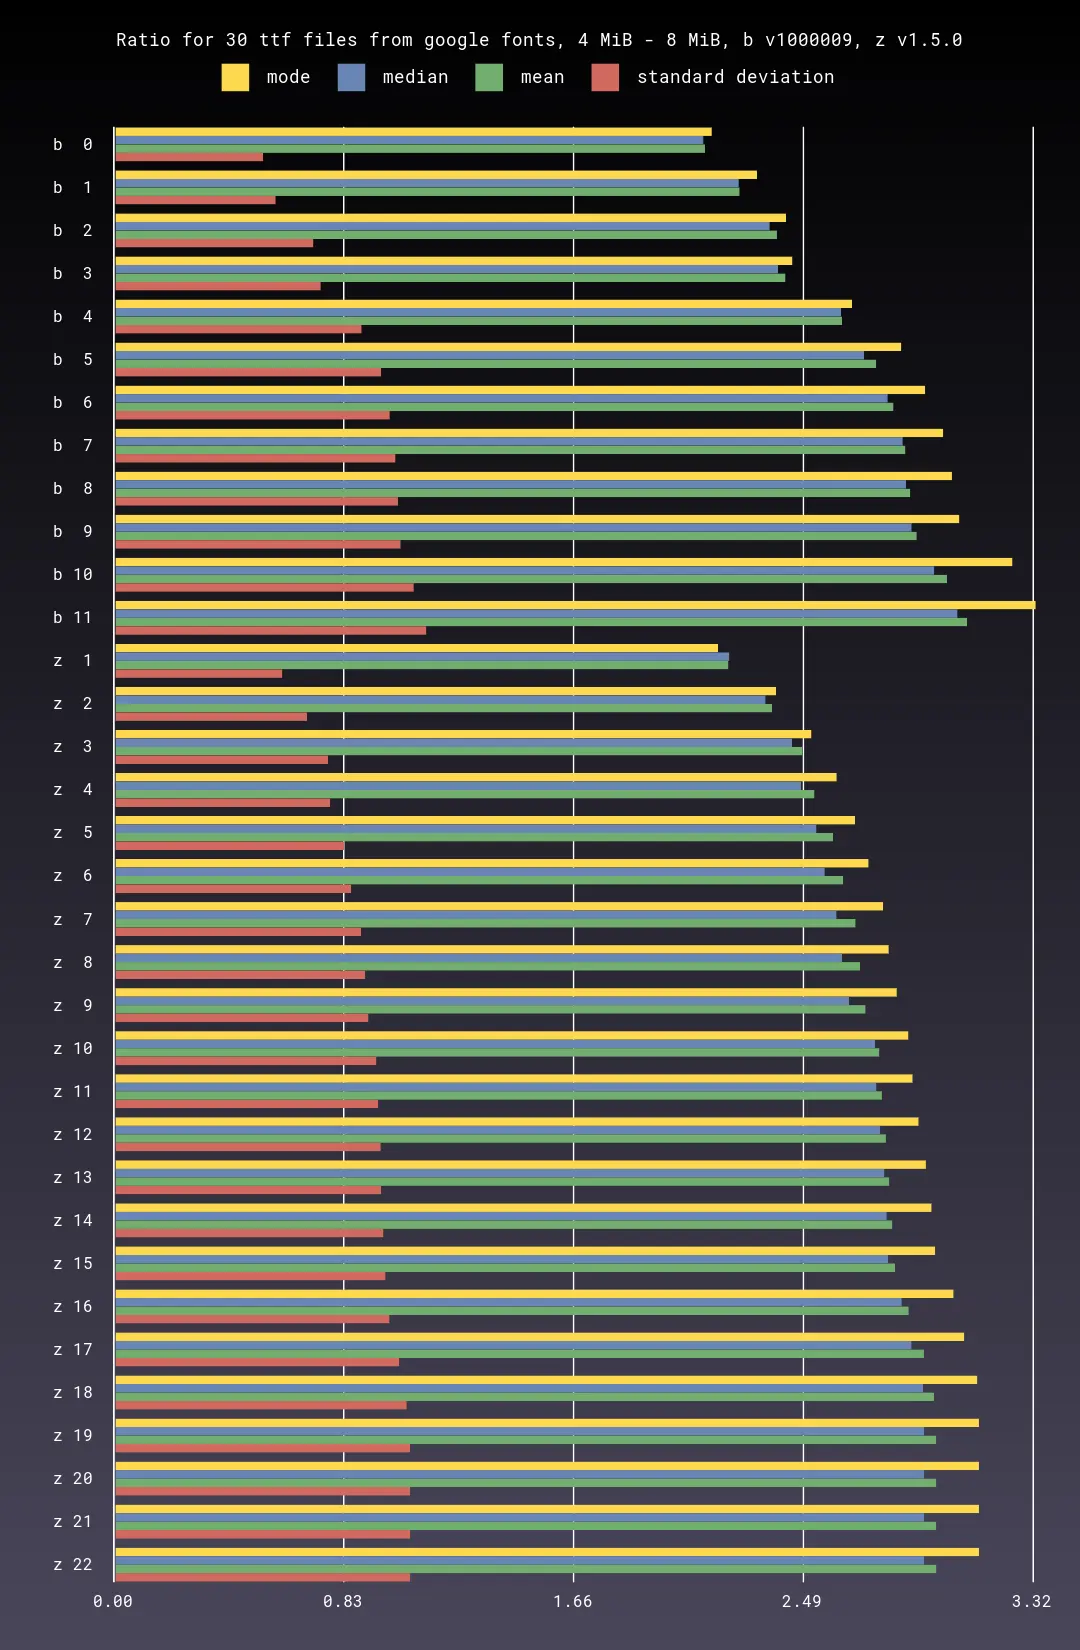 Ratio for 30 ttf files from google fonts, 4 MiB - 8 MiB, b v1000009, z v1.5.0
mode median mean standard deviation
b 0
b 1
b 2
b 3
b 4
b 5
b 6
b 7
b 8
b 9
b 10
b 11
z 1
z 2
z 3
z 4
z 5
z 6
z 7
z 8
z 9
z 10
z 11
z 12
z 13
z 14
z 15
z 16
z 17
z 18
z 19
z 20
z 21
z 22
0.00 0.83 1.66 2.49 3.32